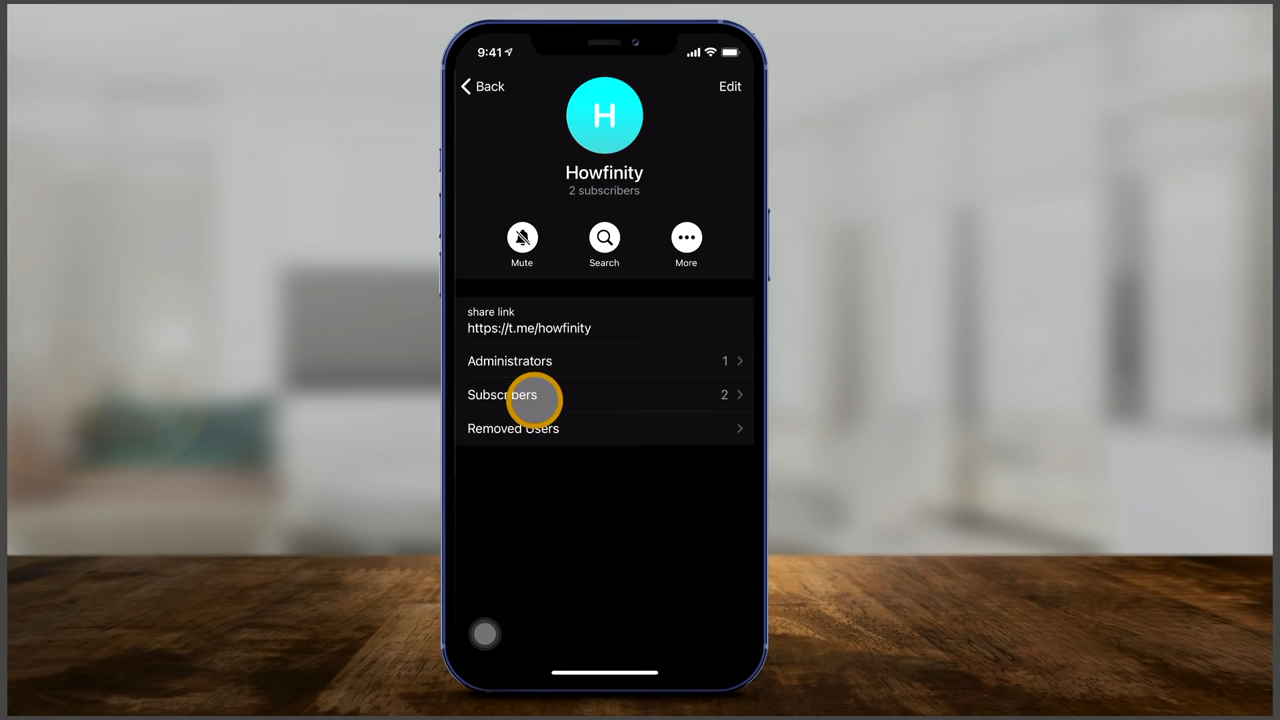 9:41
Back
Edit
H
Howfinity
2 subscribers
Mute
Search
More
share link
https://t.me/howfinity
Administrators 1
Subscribers 2
Removed Users